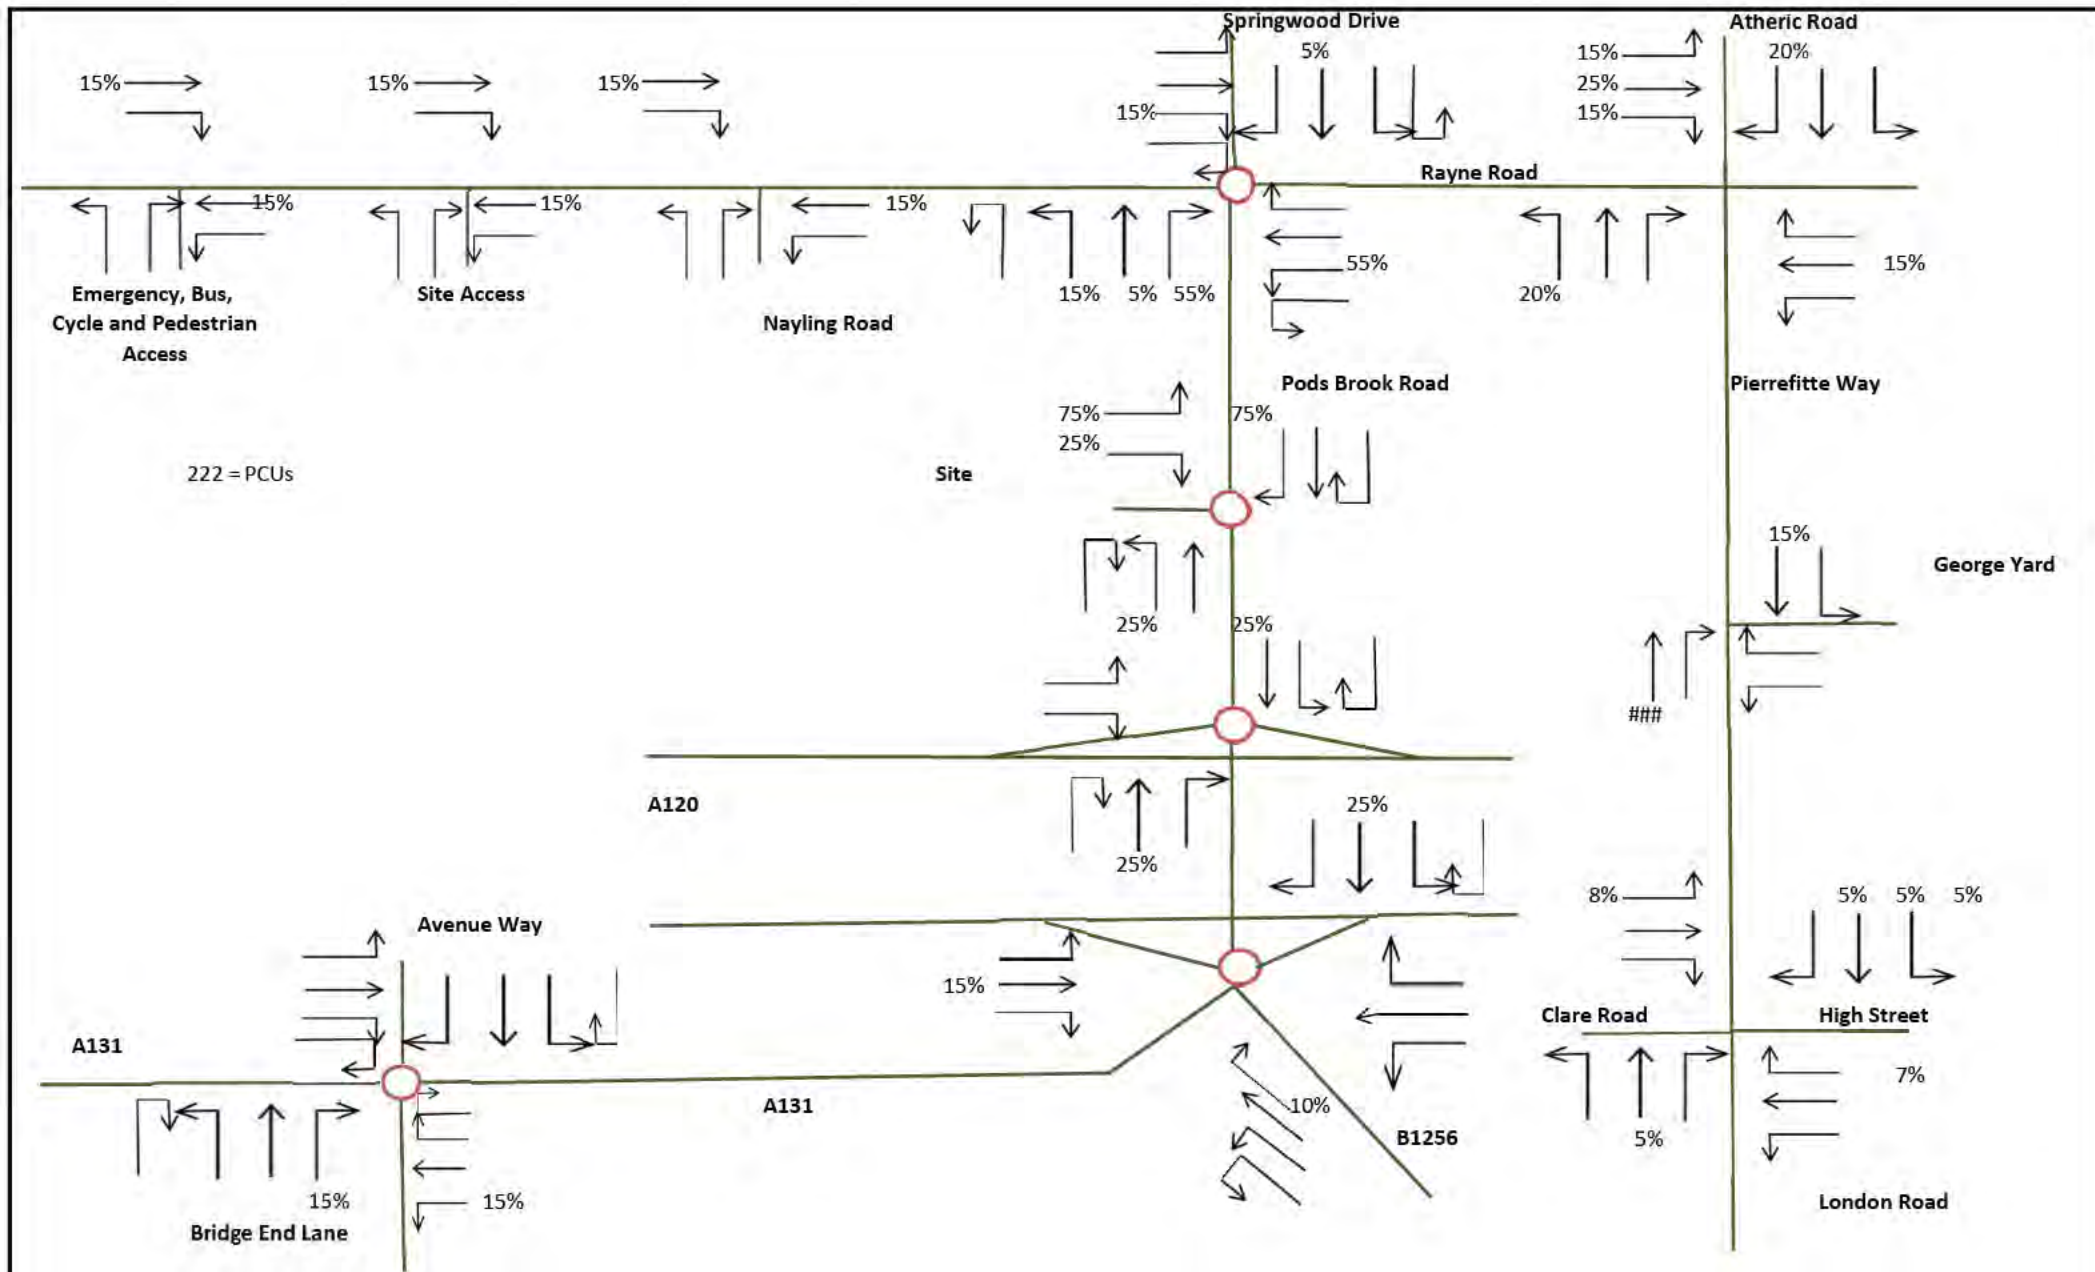 Springwood Drive
Atheric Road
5%
15%
20%
15%
15%
15%
25%
15%
15%
Rayne Road
15%
15%
15%
55%
15%
15%
5%
55%
20%
Emergency, Bus,
Cycle and Pedestrian
Access
Site Access
Nayling Road
Pods Brook Road
Pierrefitte Way
75%
75%
25%
222 = PCUs
Site
15%
George Yard
25%
25%
###
A120
25%
25%
8%
5%
5%
5%
Avenue Way
15%
A131
Clare Road
High Street
7%
A131
10%
B1256
5%
15%
15%
London Road
Bridge End Lane